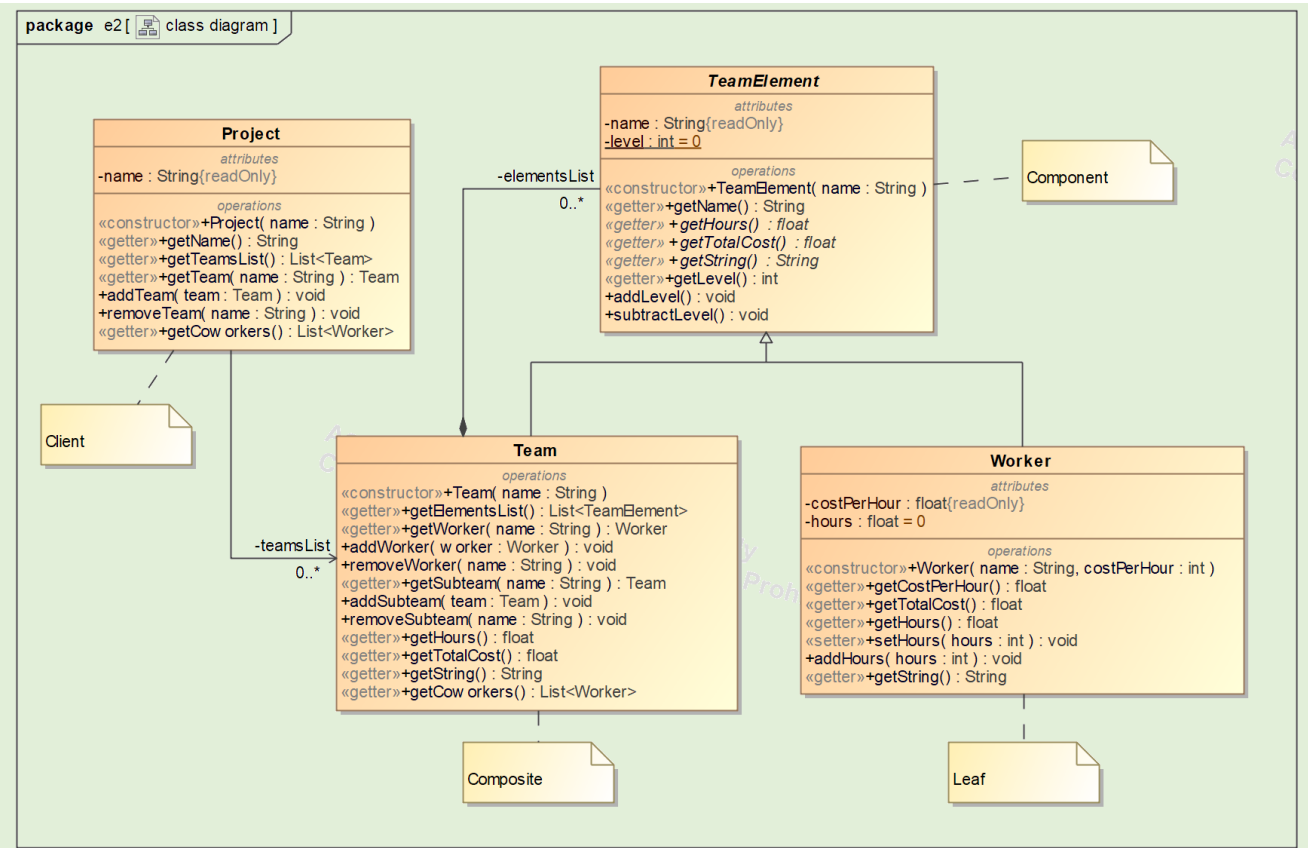 package e2 [ class diagram ]
TeamElement
attributes
-name : String{readOnly}
-level : int = 0
operations
«constructor»+TeamElement( name : String )
«getter»+getName() : String
«getter» +getHours() : float
«getter» +getTotalCost() : float
«getter» +getString() : String
«getter»+getLevel() : int
+addLevel() : void
+subtractLevel() : void
Project
attributes
-name : String{readOnly}
operations
«constructor»+Project( name : String )
«getter»+getName() : String
«getter»+getTeamsList() : List<Team>
«getter»+getTeam( name : String ) : Team
+addTeam( team : Team ) : void
+removeTeam( name : String ) : void
«getter»+getCow orkers() : List<Worker>
-elementsList
0..*
Component
Client
-teamsList
0..*
Team
operations
«constructor»+Team( name : String )
«getter»+getElementsList() : List<TeamElement>
«getter»+getWorker( name : String ) : Worker
+addWorker( w orker : Worker ) : void
+removeWorker( name : String ) : void
«getter»+getSubteam( name : String ) : Team
+addSubteam( team : Team ) : void
+removeSubteam( name : String ) : void
«getter»+getHours() : float
«getter»+getTotalCost() : float
«getter»+getString() : String
«getter»+getCow orkers() : List<Worker>
Worker
attributes
-costPerHour : float{readOnly}
-hours : float = 0
operations
«constructor»+Worker( name : String, costPerHour : int )
«getter»+getCostPerHour() : float
«getter»+getTotalCost() : float
«getter»+getHours() : float
«setter»+setHours( hours : int ) : void
+addHours( hours : int ) : void
«getter»+getString() : String
Composite
Leaf